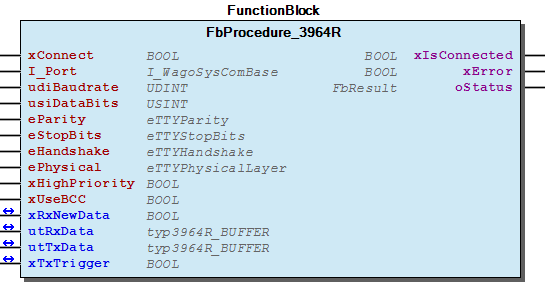 FunctionBlock
FbProcedure_3964R
xConnect BOOL BOOL xIsConnected
I_Port I_WagoSysComBase BOOL xError
udiBaudrate UDINT FbResult oStatus
usiDataBits USINT
eParity eTTYParity
eStopBits eTTYStopBits
eHandshake eTTYHandshake
ePhysical eTTYPhysicalLayer
xHighPriority BOOL
xUseBCC BOOL
xRxNewData BOOL
utRxData typ3964R_BUFFER
utTxData typ3964R_BUFFER
xTxTrigger BOOL